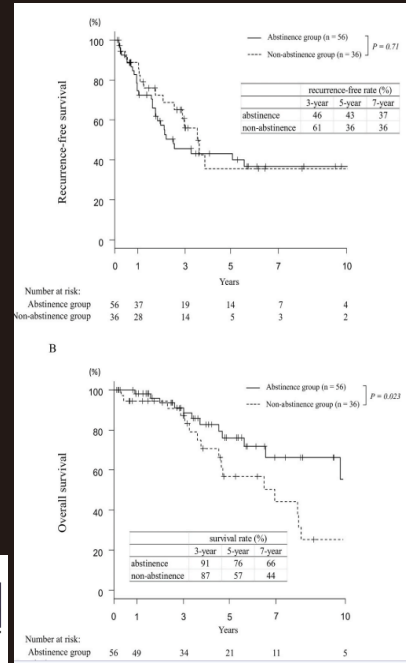 (%)
100
80
60
40
20
0
Recurrence-free survival
Abstinence group (n = 56)
Non-abstinence group (n = 36)
P = 0.71
recurrence-free rate (%)
3-year 5-year 7-year
abstinence 46 43 37
non-abstinence 61 36 36
0 1 3 5 7 10
Years
Number at risk:
Abstinence group 56 37 19 14 7 4
Non-abstinence group 36 28 14 5 3 2
B
(%)
100
80
60
40
20
0
Overall survival
Abstinence group (n = 56)
Non-abstinence group (n = 36)
P = 0.023
survival rate (%)
3-year 5-year 7-year
abstinence 91 76 66
non-abstinence 87 57 44
0 1 3 5 7 10
Years
Number at risk:
Abstinence group 56 49 34 21 11 5